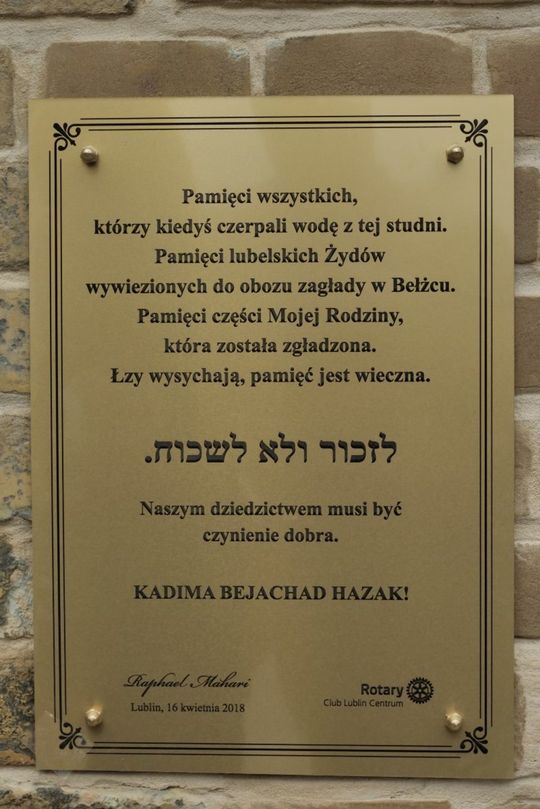 Pamięci wszystkich,
którzy kiedyś czerpali wodę z tej studni.
Pamięci lubelskich Żydów
wywiezionych do obozu zagłady w Bełżcu.
Pamięci części Mojej Rodziny,
która została zgładzona.
Łzy wysychają, pamięć jest wieczna.
לזכור ולא לשכוח.
Naszym dziedzictwem musi być
czynienie dobra.
KADIMA BEJACHAD HAZAK!
Raphael Mahari
Lublin, 16 kwietnia 2018
Rotary
Club Lublin Centrum